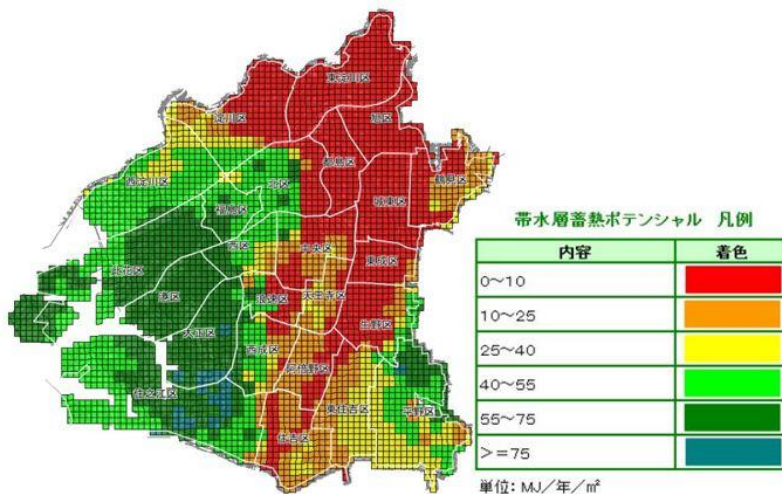 東淀川区
淀川区
旭区
都島区
鶴見区
西淀川区
北区
城東区
福島区
西区
中央区
東成区
此花区
港区
浪速区
天王寺区
大正区
生野区
西成区
阿倍野区
住之江区
東住吉区
平野区
住吉区
帯水層蓄熱ポテンシャル 凡例
内容 着色
0～10
10～25
25～40
40～55
55～75
＞＝75
単位: MJ／年／㎡